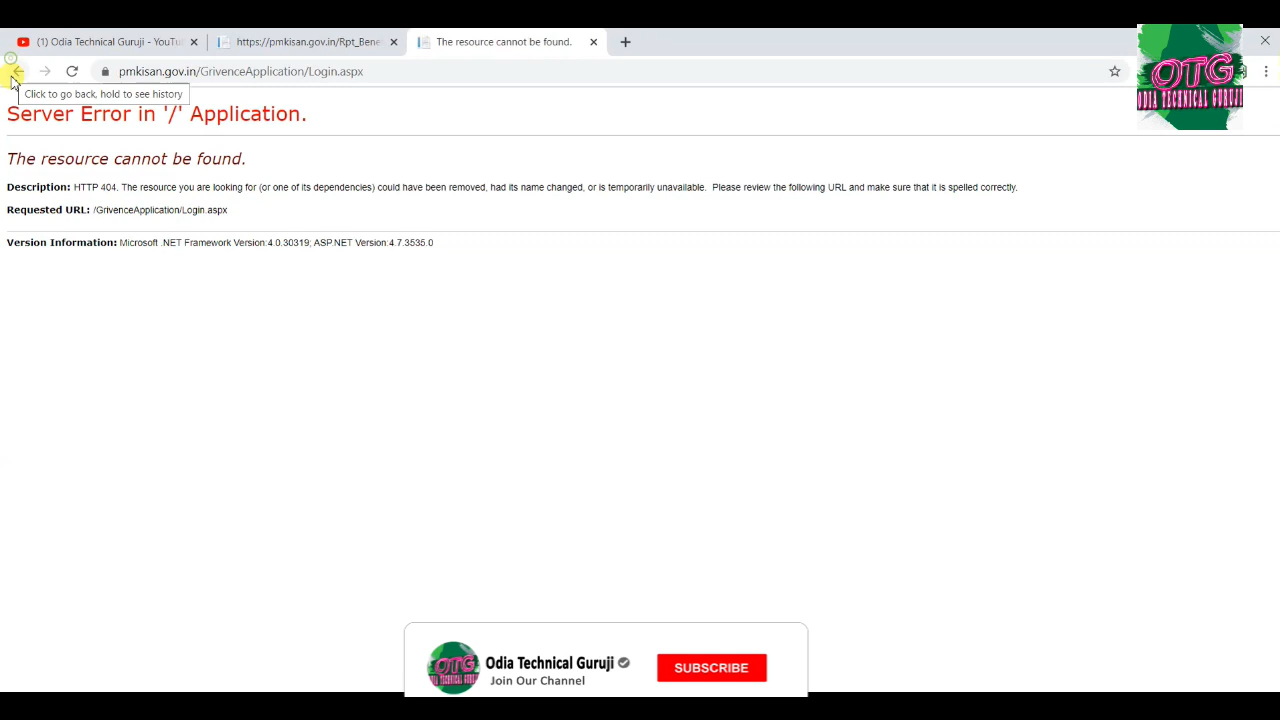 (1) Odia Technical Guruji - YouTu
https://pmkisan.gov.in/Rpt_Bene
The resource cannot be found.
pmkisan.gov.in/GrivenceApplication/Login.aspx
Click to go back, hold to see history
OTG
ODIA TECHNICAL GURUJI
Server Error in '/' Application.
The resource cannot be found.
Description: HTTP 404. The resource you are looking for (or one of its dependencies) could have been removed, had its name changed, or is temporarily unavailable.  Please review the following URL and make sure that it is spelled correctly.
Requested URL: /GrivenceApplication/Login.aspx
Version Information: Microsoft .NET Framework Version:4.0.30319; ASP.NET Version:4.7.3535.0
OTG
ODIA TECHNICAL GURUJI
Odia Technical Guruji
Join Our Channel
SUBSCRIBE